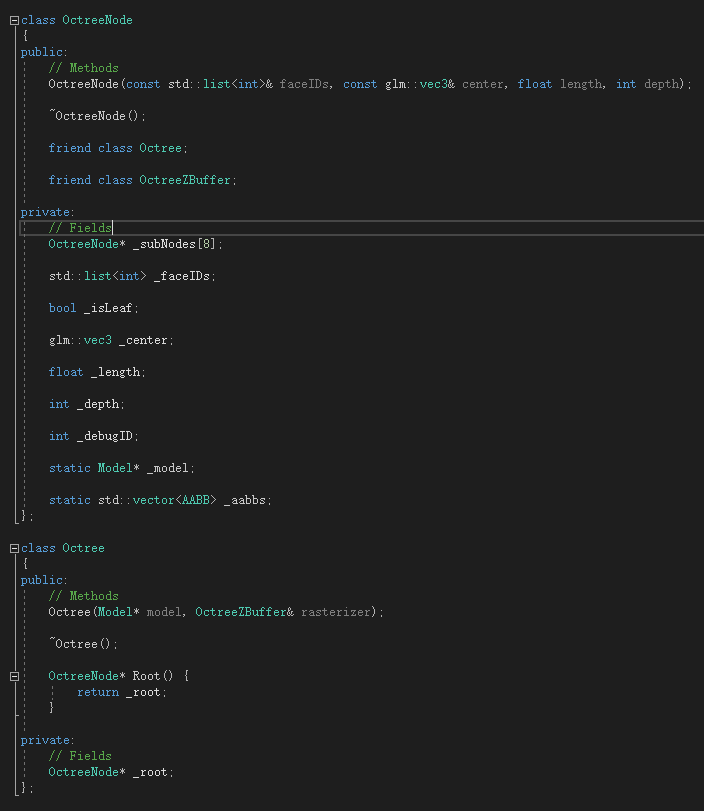 class OctreeNode
{
public:
// Methods
OctreeNode(const std::list<int>& faceIDs, const glm::vec3& center, float length, int depth);
~OctreeNode();
friend class Octree;
friend class OctreeZBuffer;
private:
// Fields
OctreeNode* _subNodes[8];
std::list<int> _faceIDs;
bool _isLeaf;
glm::vec3 _center;
float _length;
int _depth;
int _debugID;
static Model* _model;
static std::vector<AABB> _aabbs;
};
class Octree
{
public:
// Methods
Octree(Model* model, OctreeZBuffer& rasterizer);
~Octree();
OctreeNode* Root() {
return _root;
}
private:
// Fields
OctreeNode* _root;
};